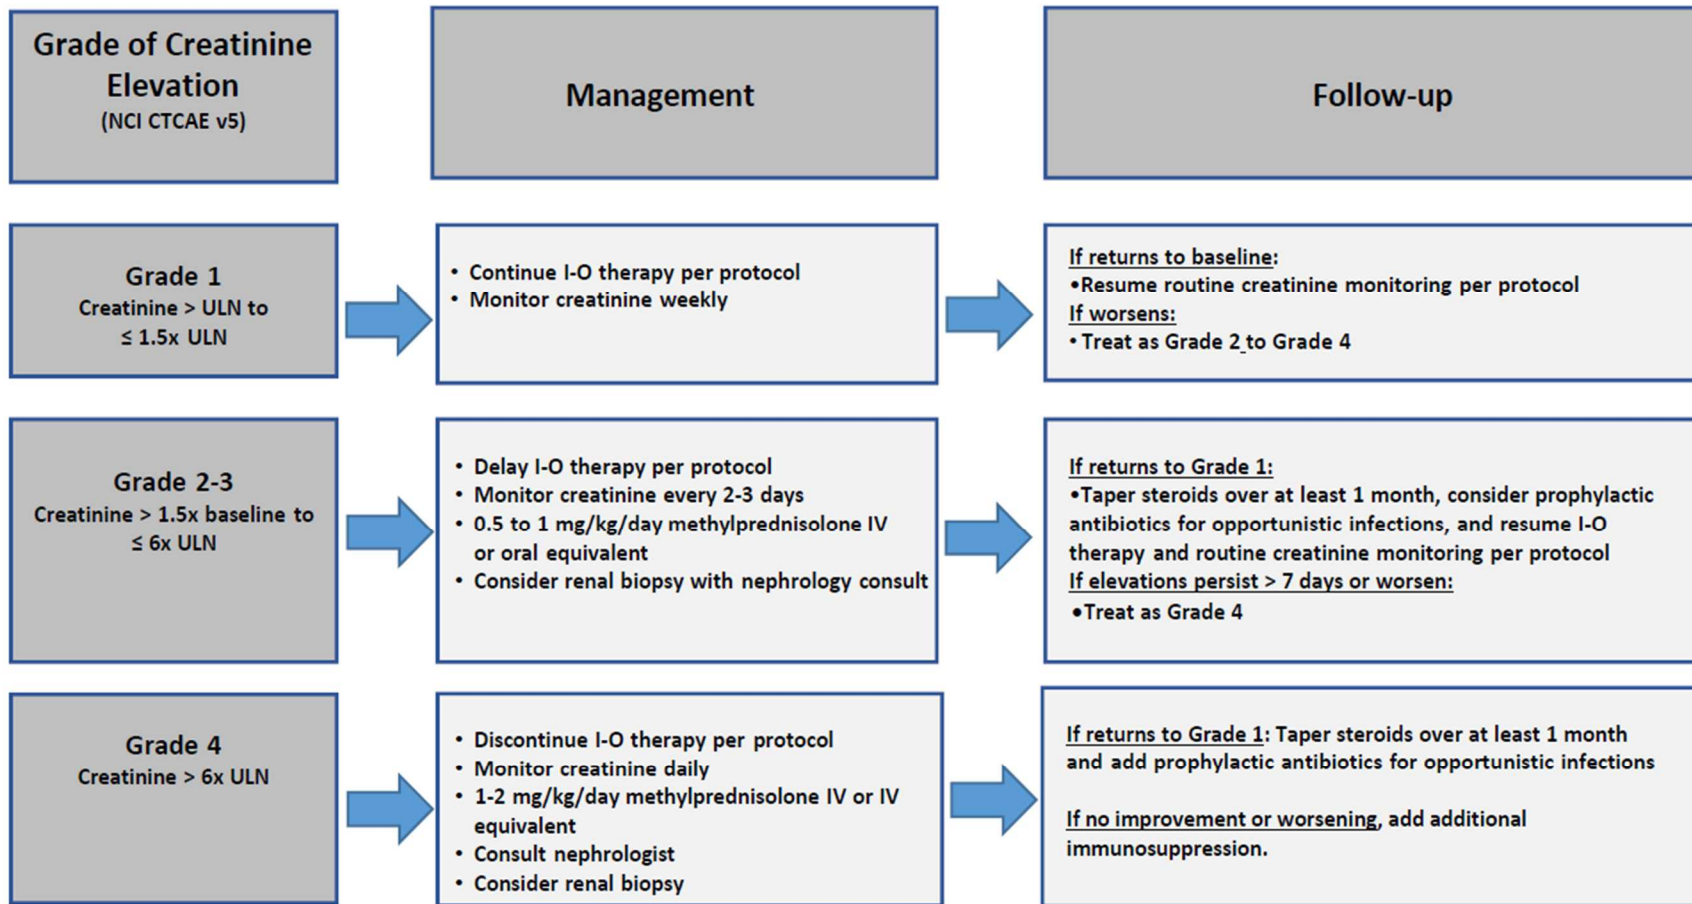 Grade of Creatinine
Elevation
(NCI CTCAE v5)
Management
Follow-up
Grade 1
Creatinine > ULN to
≤ 1.5x ULN
• Continue I-O therapy per protocol
• Monitor creatinine weekly
If returns to baseline:
•Resume routine creatinine monitoring per protocol
If worsens:
• Treat as Grade 2 to Grade 4
Grade 2-3
Creatinine > 1.5x baseline to
≤ 6x ULN
• Delay I-O therapy per protocol
• Monitor creatinine every 2-3 days
• 0.5 to 1 mg/kg/day methylprednisolone IV
or oral equivalent
• Consider renal biopsy with nephrology consult
If returns to Grade 1:
•Taper steroids over at least 1 month, consider prophylactic
antibiotics for opportunistic infections, and resume I-O
therapy and routine creatinine monitoring per protocol
If elevations persist > 7 days or worsen:
•Treat as Grade 4
Grade 4
Creatinine > 6x ULN
• Discontinue I-O therapy per protocol
• Monitor creatinine daily
• 1-2 mg/kg/day methylprednisolone IV or IV
equivalent
• Consult nephrologist
• Consider renal biopsy
If returns to Grade 1: Taper steroids over at least 1 month
and add prophylactic antibiotics for opportunistic infections
If no improvement or worsening, add additional
immunosuppression.